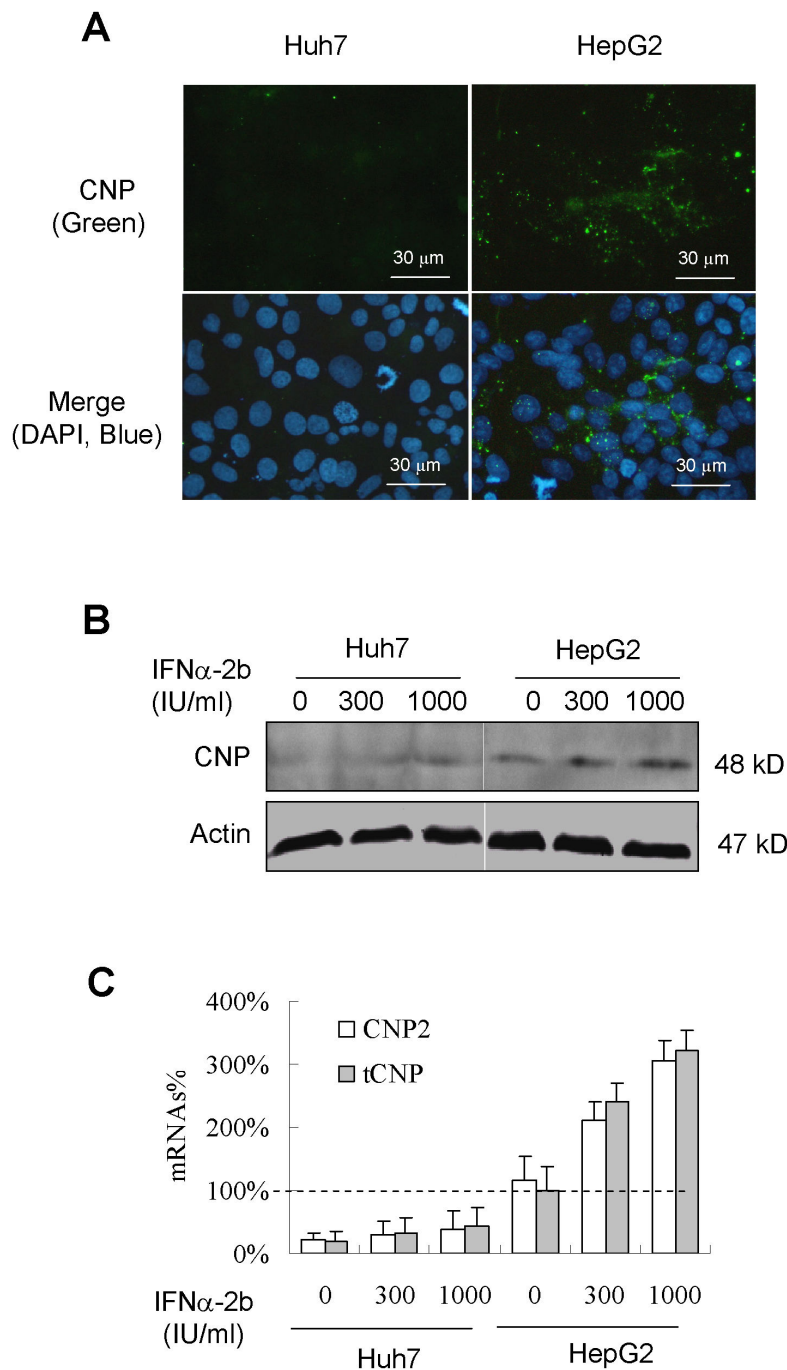 A
Huh7
HepG2
CNP
(Green)
30 μm
30 μm
Merge
(DAPI, Blue)
30 μm
30 μm
B
Huh7
HepG2
IFNα-2b
(IU/ml)
0 300 1000 0 300 1000
CNP
48 kD
Actin
47 kD
C
mRNAs%
400%
300%
200%
100%
0%
CNP2
tCNP
IFNα-2b
(IU/ml)
0 300 1000 0 300 1000
Huh7
HepG2